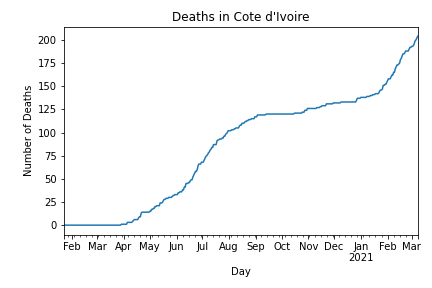 Deaths in Cote d'Ivoire
Number of Deaths
200
175
150
125
100
75
50
25
0
Feb Mar Apr May Jun Jul Aug Sep Oct Nov Dec Jan Feb Mar
2021
Day